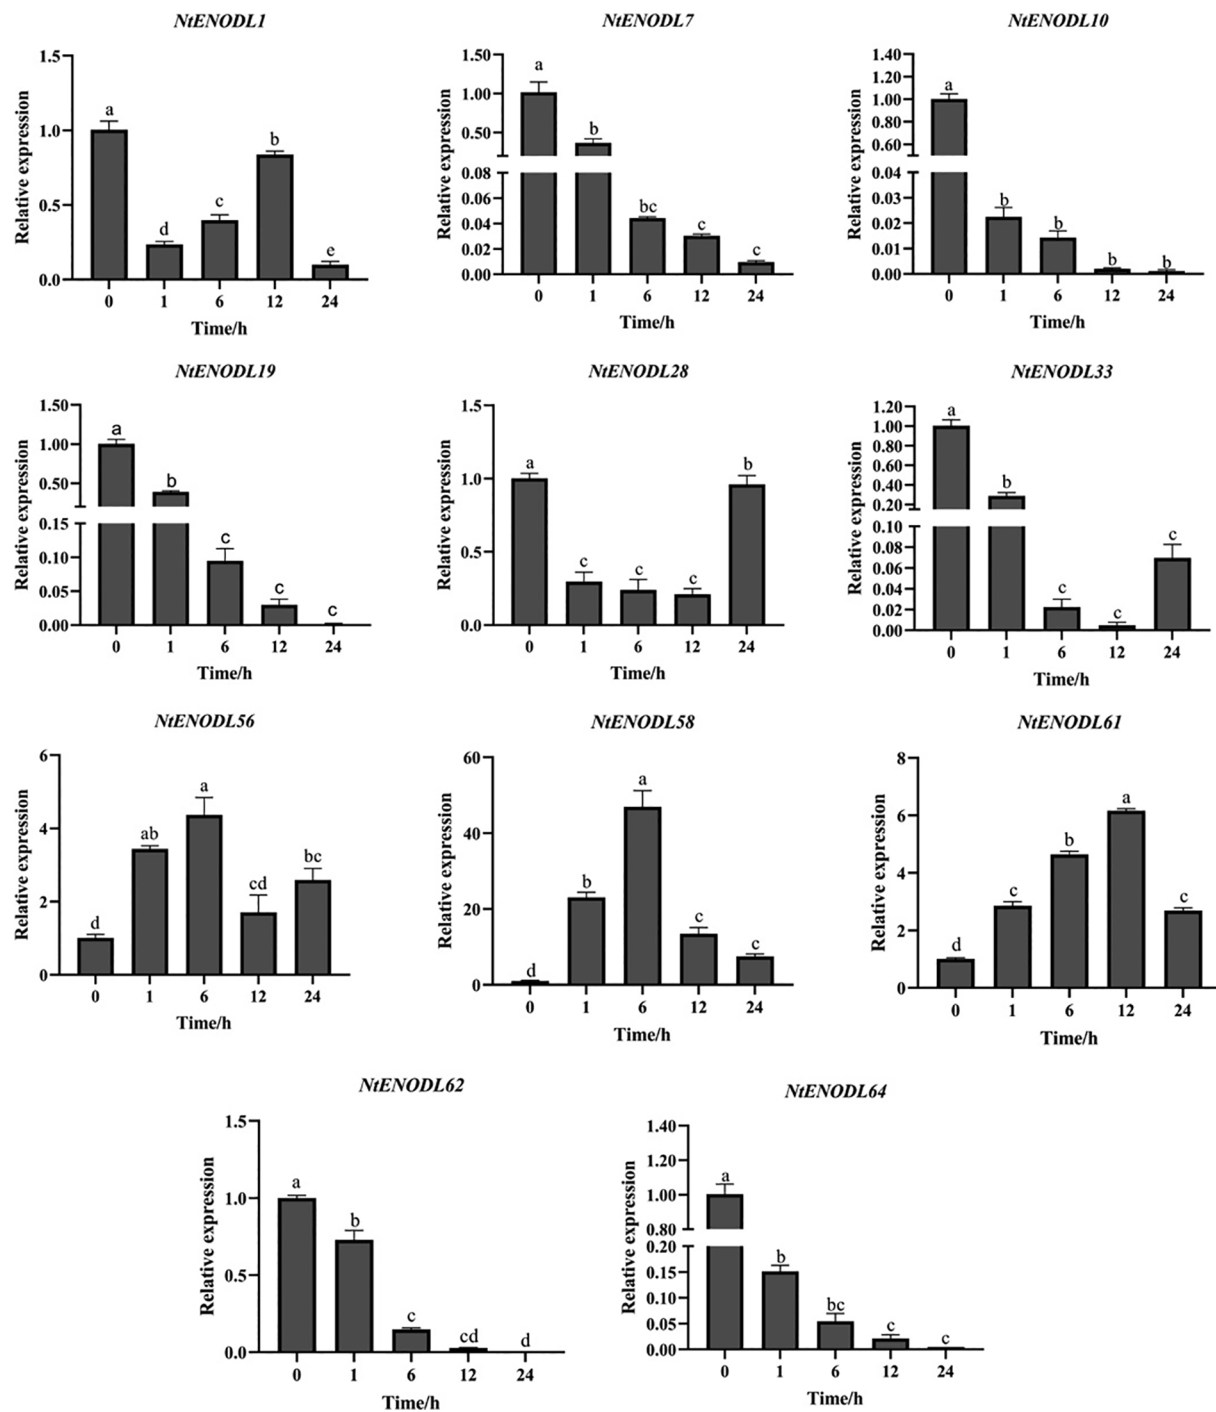 NtENODL1
Relative expression
1.5
1.0
0.5
0.0
a
d
c
b
e
0 1 6 12 24
Time/h
NtENODL7
Relative expression
1.50
1.00
0.50
0.08
0.06
0.04
0.02
0.00
a
b
bc
c
c
0 1 6 12 24
Time/h
NtENODL10
Relative expression
1.40
1.20
1.00
0.80
0.60
0.04
0.03
0.02
0.01
0.00
a
b
b
b
b
0 1 6 12 24
Time/h
NtENODL19
Relative expression
1.50
1.00
0.50
0.15
0.10
0.05
0.00
a
b
c
c
c
0 1 6 12 24
Time/h
NtENODL28
Relative expression
1.5
1.0
0.5
0.0
a
c
c
c
b
0 1 6 12 24
Time/h
NtENODL33
Relative expression
1.20
1.00
0.80
0.60
0.40
0.20
0.10
0.08
0.06
0.04
0.02
0.00
a
b
c
c
c
0 1 6 12 24
Time/h
NtENODL56
Relative expression
6
4
2
0
d
ab
a
cd
bc
0 1 6 12 24
Time/h
NtENODL58
Relative expression
60
40
20
0
d
b
a
c
c
0 1 6 12 24
Time/h
NtENODL61
Relative expression
8
6
4
2
0
d
c
b
a
c
0 1 6 12 24
Time/h
NtENODL62
Relative expression
1.5
1.0
0.5
0.0
a
b
c
cd
d
0 1 6 12 24
Time/h
NtENODL64
Relative expression
1.40
1.20
1.00
0.80
0.20
0.15
0.10
0.05
0.00
a
b
bc
c
c
0 1 6 12 24
Time/h